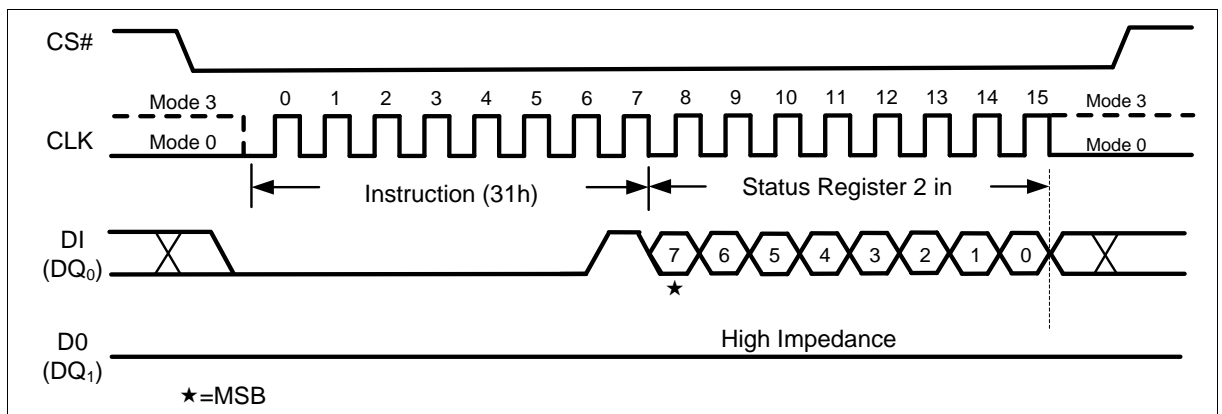 CS#
Mode 3 0 1 2 3 4 5 6 7 8 9 10 11 12 13 14 15 Mode 3
CLK Mode 0 Mode 0
Instruction (31h) Status Register 2 in
DI
(DQ0) 7 6 5 4 3 2 1 0
★
D0 High Impedance
(DQ1)
★=MSB